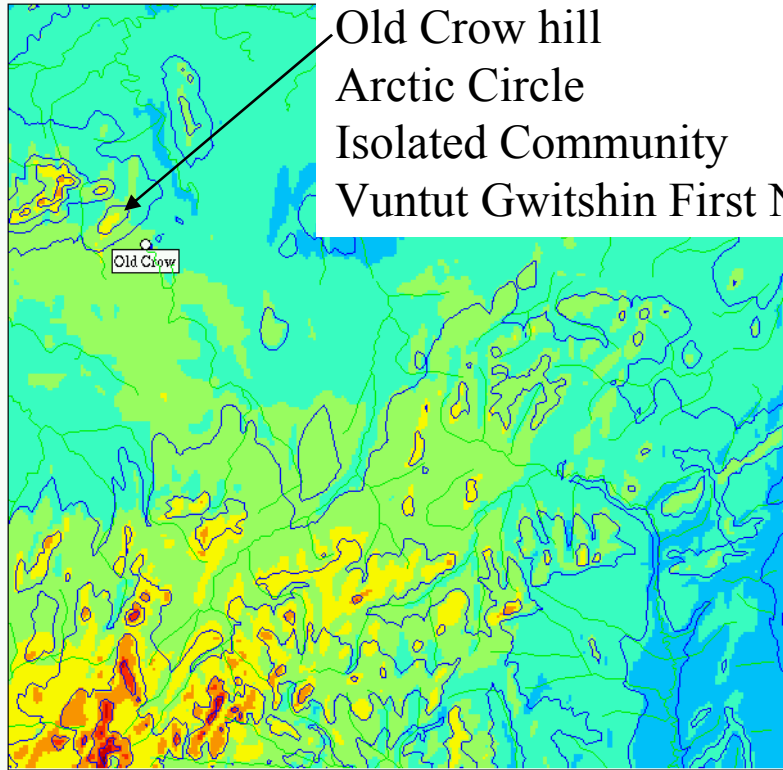 Old Crow hill
Arctic Circle
Isolated Community
Vuntut Gwitshin First N
Old Crow